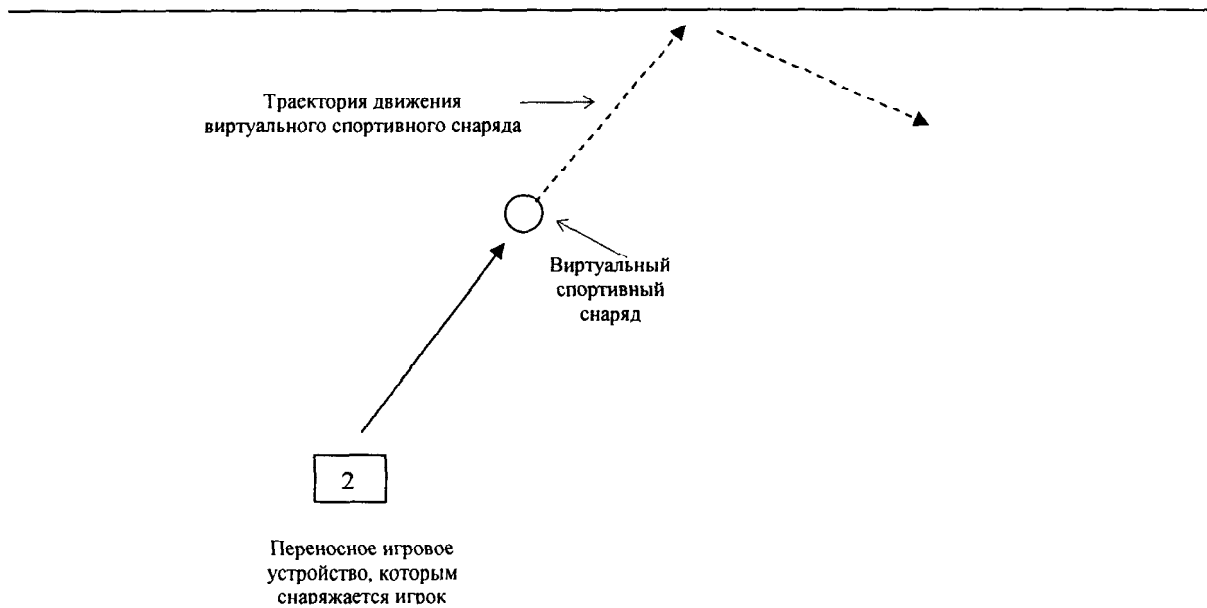 Траектория движения
виртуального спортивного снаряда
Виртуальный
спортивный
снаряд
2
Переносное игровое
устройство, которым
снаряжается игрок